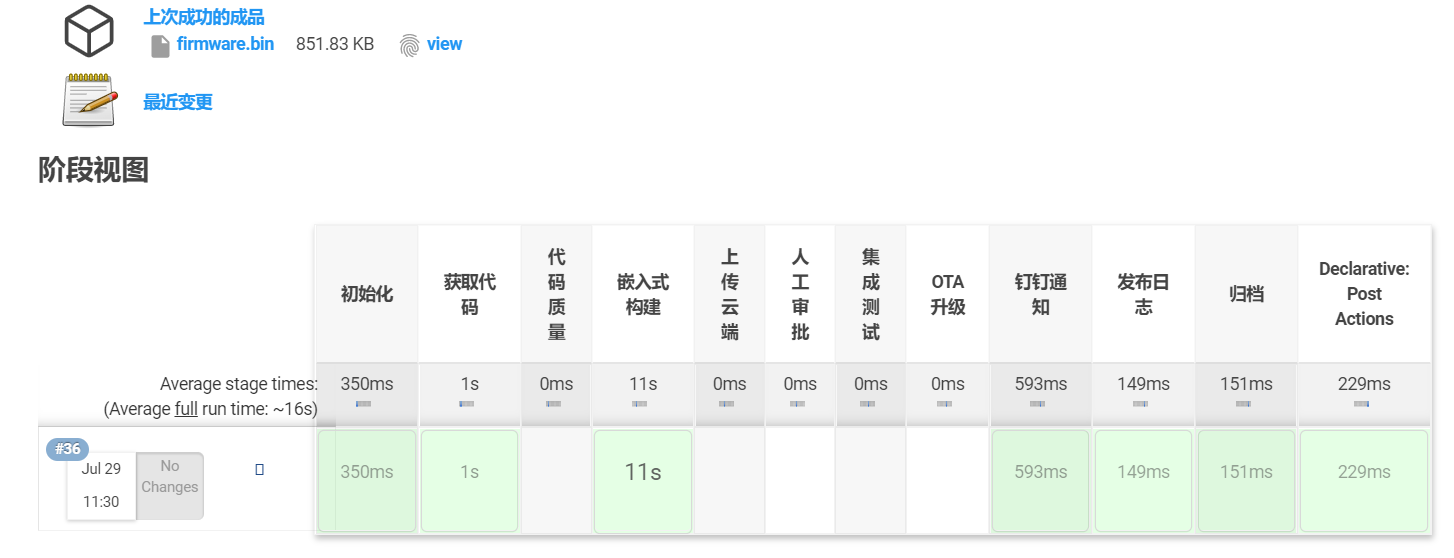 上次成功的成品
firmware.bin 851.83 KB view
最近变更
阶段视图
初始化
获取代
码
代
码
质
量
嵌入式
构建
上
传
云
端
人
工
审
批
集
成
测
试
OTA
升级
钉钉通
知
发布日
志
归档
Declarative:
Post
Actions
Average stage times:
(Average full run time: ~16s)
350ms 1s 0ms 11s 0ms 0ms 0ms 0ms 593ms 149ms 151ms 229ms
#36
Jul 29
11:30
No
Changes
350ms 1s 11s 593ms 149ms 151ms 229ms